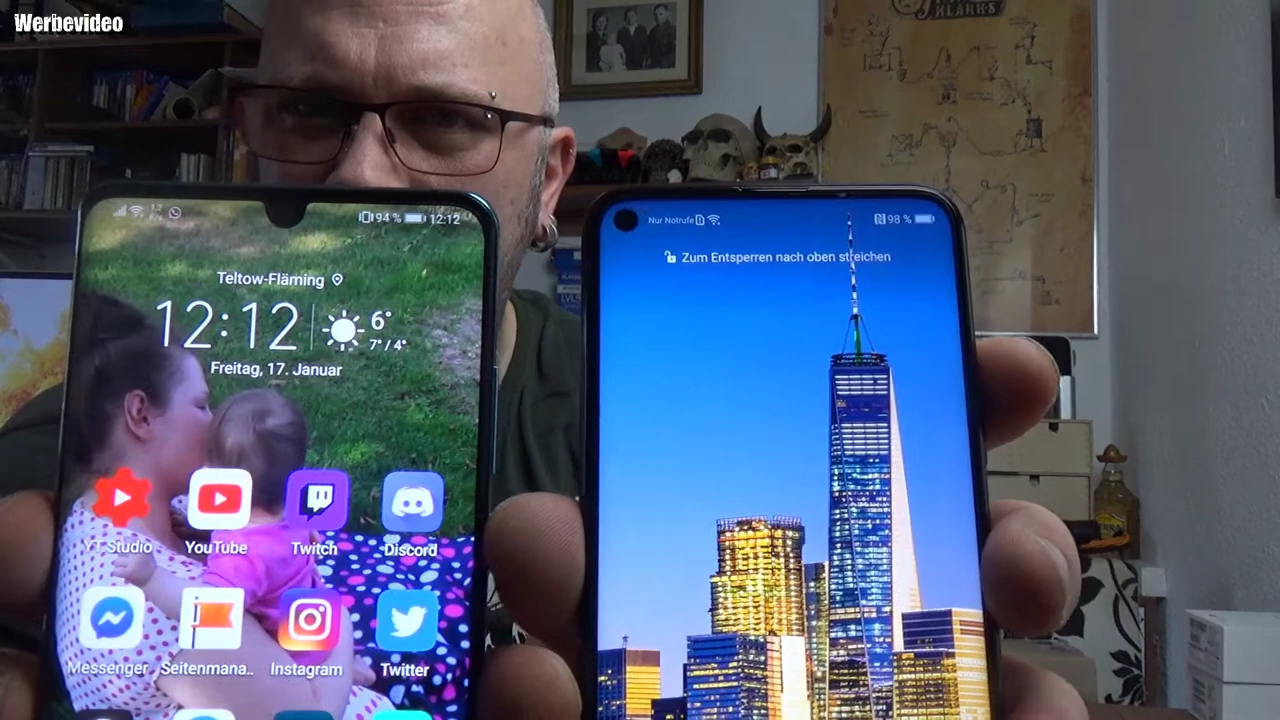 Werbevideo
KLARKS
94 % 12:12
Nur Notrufe 98 %
Zum Entsperren nach oben streichen
Teltow-Fläming
12:12 6°
7°/4°
Freitag, 17. Januar
YT Studio YouTube Twitch Discord
Messenger Seitenmana.. Instagram Twitter